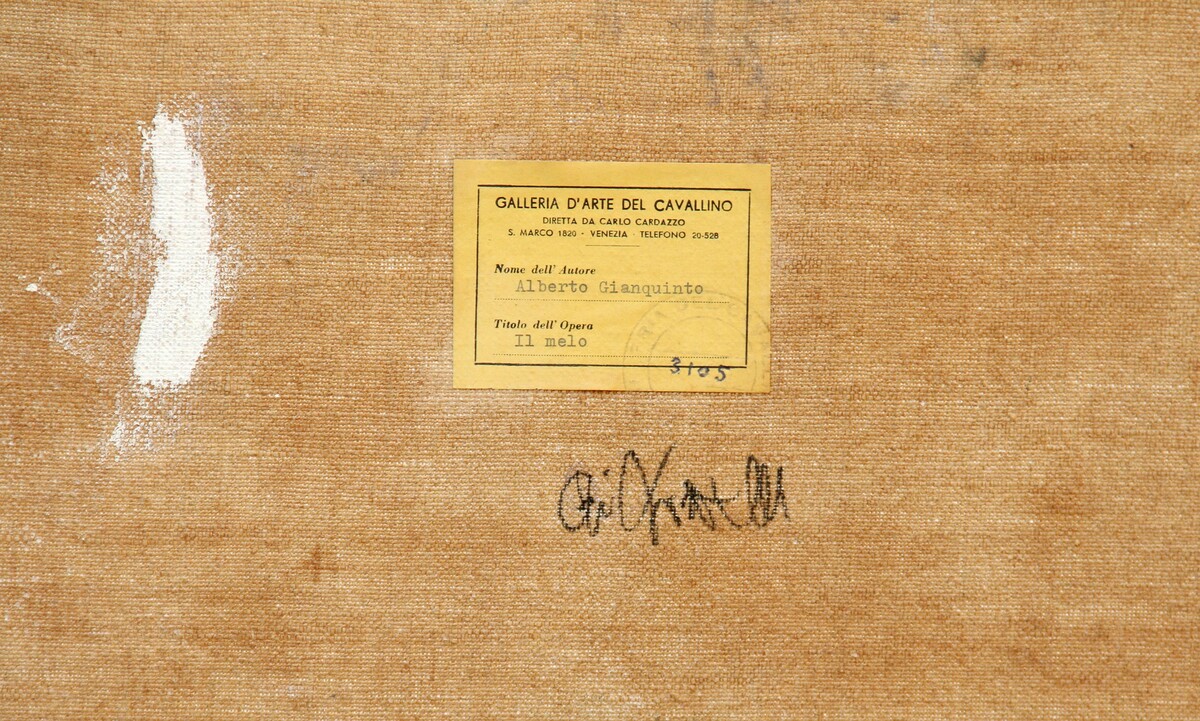 GALLERIA D'ARTE DEL CAVALLINO
DIRETTA DA CARLO CARDAZZO
S. MARCO 1820 - VENEZIA - TELEFONO 20-528
Nome dell' Autore
Alberto Gianquinto
Titolo dell' Opera
Il melo
3105